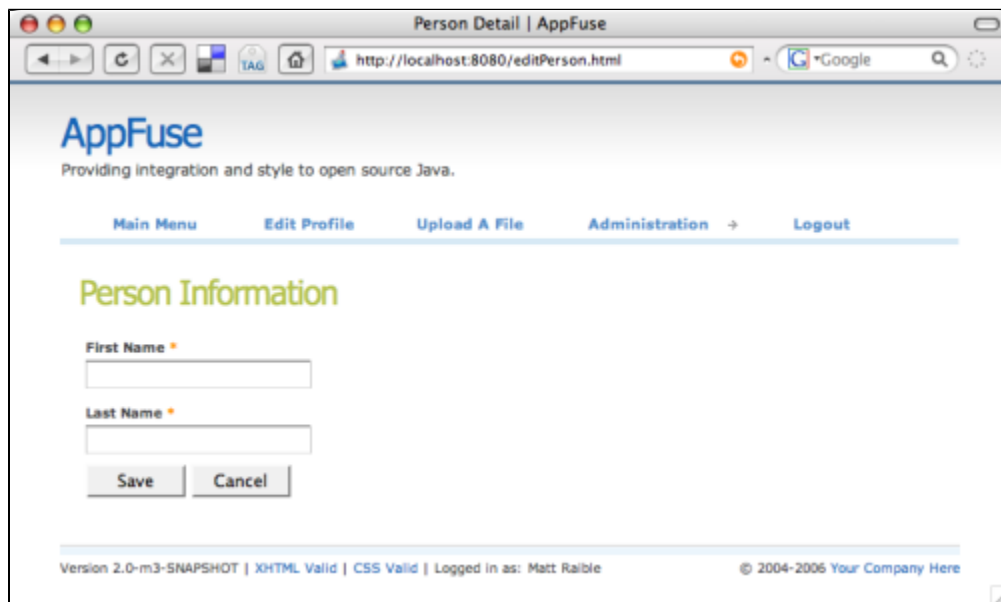 Person Detail | AppFuse
TAG http://localhost:8080/editPerson.html G Google
AppFuse
Providing integration and style to open source Java.
Main Menu Edit Profile Upload A File Administration → Logout
Person Information
First Name *
Last Name *
Save Cancel
Version 2.0-m3-SNAPSHOT | XHTML Valid | CSS Valid | Logged in as: Matt Raible © 2004-2006 Your Company Here